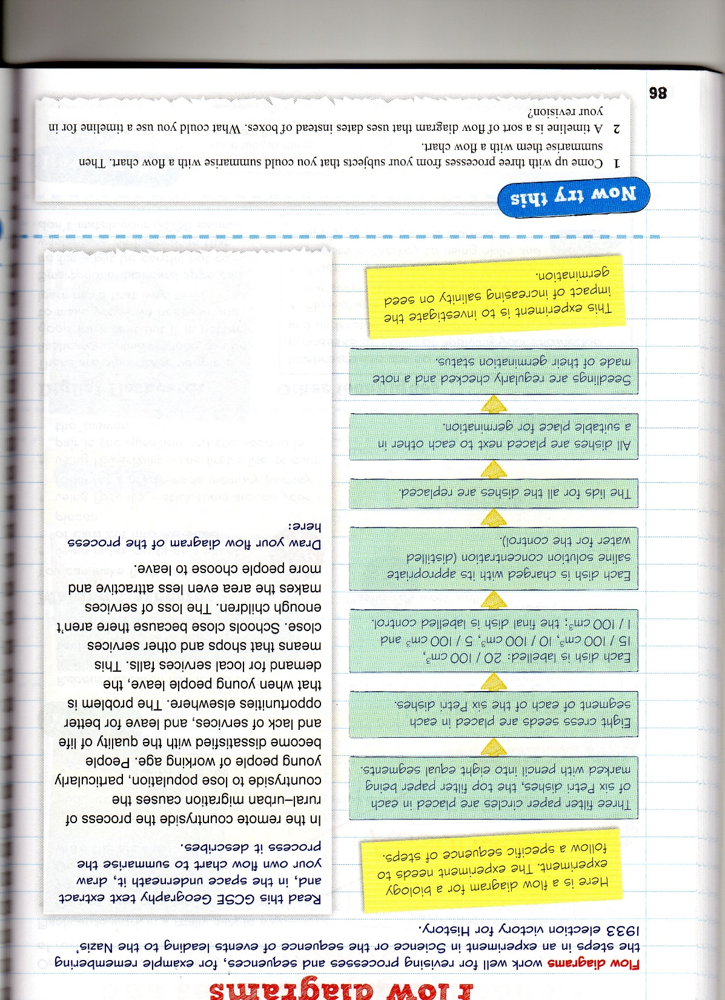 Flow diagrams
Flow diagrams work well for revising processes and sequences, for example remembering
the steps in an experiment in Science or the sequence of events leading to the Nazis'
1933 election victory for History.
Here is a flow diagram for a biology
experiment. The experiment needs to
follow a specific sequence of steps.
Three filter paper circles are placed in each
of six Petri dishes, the top filter paper being
marked with pencil into eight equal segments.
Eight cress seeds are placed in each
segment of each of the six Petri dishes.
Each dish is labelled: 20 / 100 cm³,
15 / 100 cm³, 10 / 100 cm³, 5 / 100 cm³ and
1 / 100 cm³; the final dish is labelled control.
Each dish is charged with its appropriate
saline solution concentration (distilled
water for the control).
The lids for all the dishes are replaced.
All dishes are placed next to each other in
a suitable place for germination.
Seedlings are regularly checked and a note
made of their germination status.
This experiment is to investigate the
impact of increasing salinity on seed
germination.
Read this GCSE Geography text extract
and, in the space underneath it, draw
your own flow chart to summarise the
process it describes.
In the remote countryside the process of
rural–urban migration causes the
countryside to lose population, particularly
young people of working age. People
become dissatisfied with the quality of life
and lack of services, and leave for better
opportunities elsewhere. The problem is
that when young people leave, the
demand for local services falls. This
means that shops and other services
close. Schools close because there aren't
enough children. The loss of services
makes the area even less attractive and
more people choose to leave.
Draw your flow diagram of the process
here:
Now try this
1 Come up with three processes from your subjects that you could summarise with a flow chart. Then
summarise them with a flow chart.
2 A timeline is a sort of flow diagram that uses dates instead of boxes. What could you use a timeline for in
your revision?
86